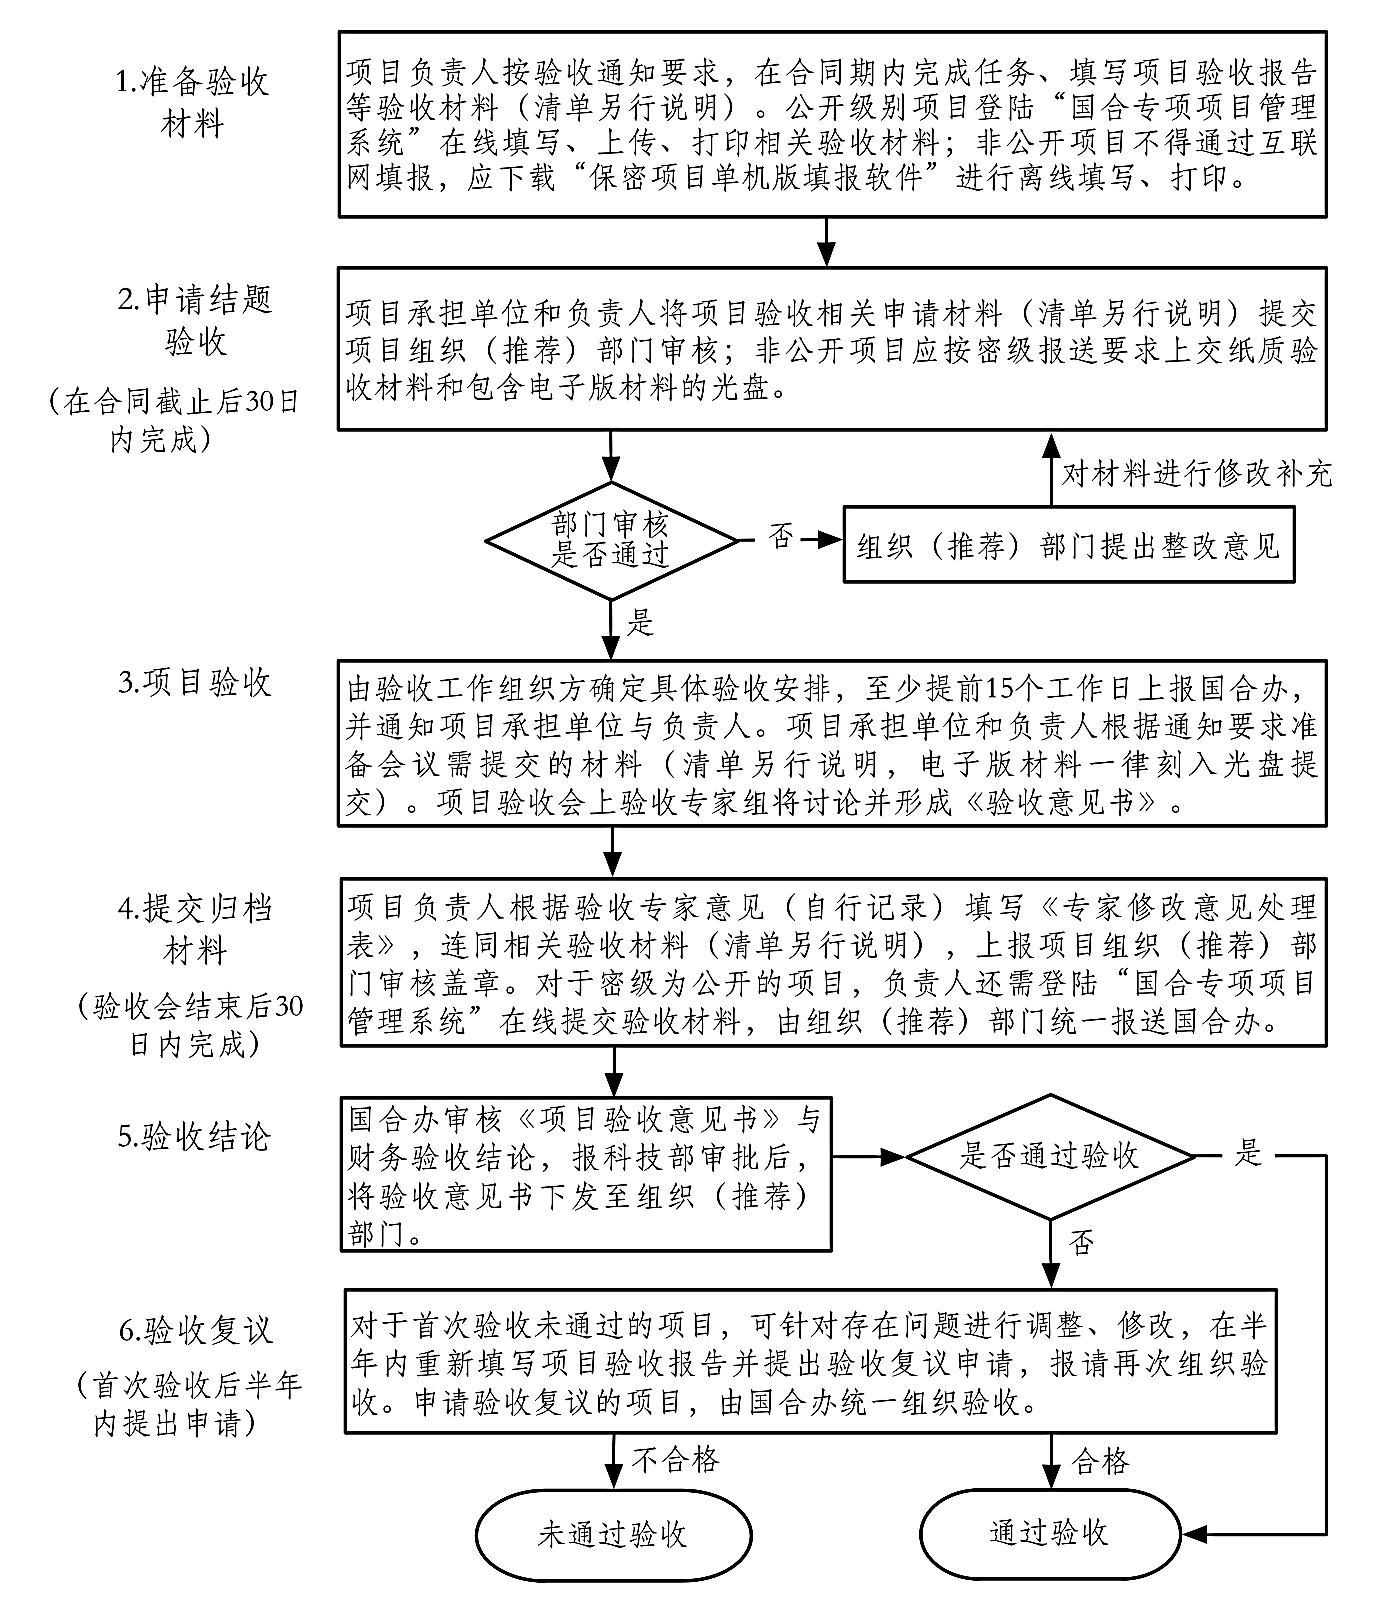 1.准备验收
材料
项目负责人按验收通知要求，在合同期内完成任务、填写项目验收报告
等验收材料（清单另行说明）。公开级别项目登陆“国合专项项目管理
系统”在线填写、上传、打印相关验收材料；非公开项目不得通过互联
网填报，应下载“保密项目单机版填报软件”进行离线填写、打印。
2.申请结题
验收
（在合同截止后30日
内完成）
项目承担单位和负责人将项目验收相关申请材料（清单另行说明）提交
项目组织（推荐）部门审核；非公开项目应按密级报送要求上交纸质验
收材料和包含电子版材料的光盘。
对材料进行修改补充
部门审核
是否通过
否
组织（推荐）部门提出整改意见
是
3.项目验收
由验收工作组织方确定具体验收安排，至少提前15个工作日上报国合办，
并通知项目承担单位与负责人。项目承担单位和负责人根据通知要求准
备会议需提交的材料（清单另行说明，电子版材料一律刻入光盘提
交）。项目验收会上验收专家组将讨论并形成《验收意见书》。
4.提交归档
材料
（验收会结束后30
日内完成）
项目负责人根据验收专家意见（自行记录）填写《专家修改意见处理
表》，连同相关验收材料（清单另行说明），上报项目组织（推荐）部
门审核盖章。对于密级为公开的项目，负责人还需登陆“国合专项项目
管理系统”在线提交验收材料，由组织（推荐）部门统一报送国合办。
5.验收结论
国合办审核《项目验收意见书》与
财务验收结论，报科技部审批后，
将验收意见书下发至组织（推荐）
部门。
是否通过验收
是
否
6.验收复议
（首次验收后半年
内提出申请）
对于首次验收未通过的项目，可针对存在问题进行调整、修改，在半
年内重新填写项目验收报告并提出验收复议申请，报请再次组织验
收。申请验收复议的项目，由国合办统一组织验收。
不合格
合格
未通过验收
通过验收